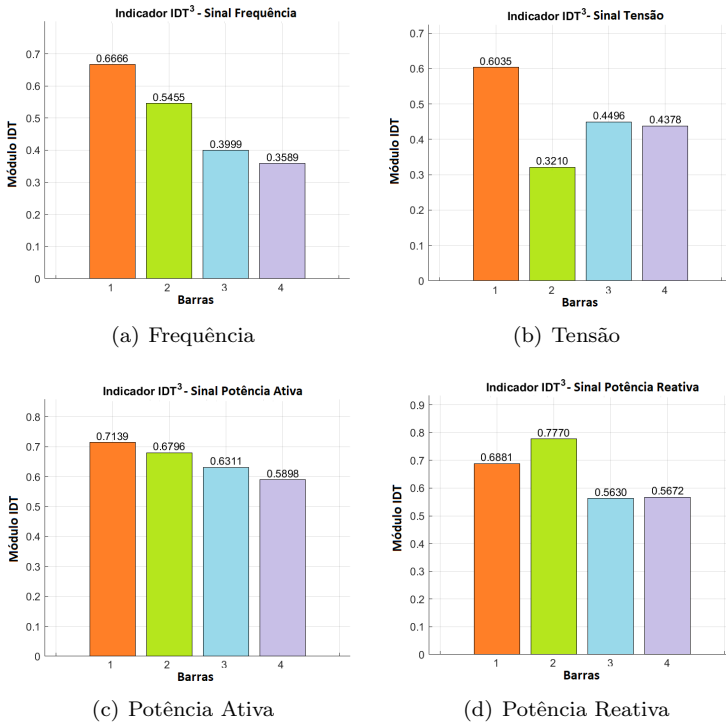 Indicador IDT³ - Sinal Frequência
Módulo IDT
0.7
0.6
0.5
0.4
0.3
0.2
0.1
0
0.6666
0.5455
0.3999
0.3589
1 2 3 4
Barras
(a) Frequência
Indicador IDT³- Sinal Tensão
Módulo IDT
0.7
0.6
0.5
0.4
0.3
0.2
0.1
0
0.6035
0.3210
0.4496
0.4378
1 2 3 4
Barras
(b) Tensão
Indicador IDT³ - Sinal Potência Ativa
Módulo IDT
0.8
0.7
0.6
0.5
0.4
0.3
0.2
0.1
0
0.7139
0.6796
0.6311
0.5898
1 2 3 4
Barras
(c) Potência Ativa
Indicador IDT³ - Sinal Potência Reativa
Módulo IDT
0.9
0.8
0.7
0.6
0.5
0.4
0.3
0.2
0.1
0
0.6881
0.7770
0.5630
0.5672
1 2 3 4
Barras
(d) Potência Reativa